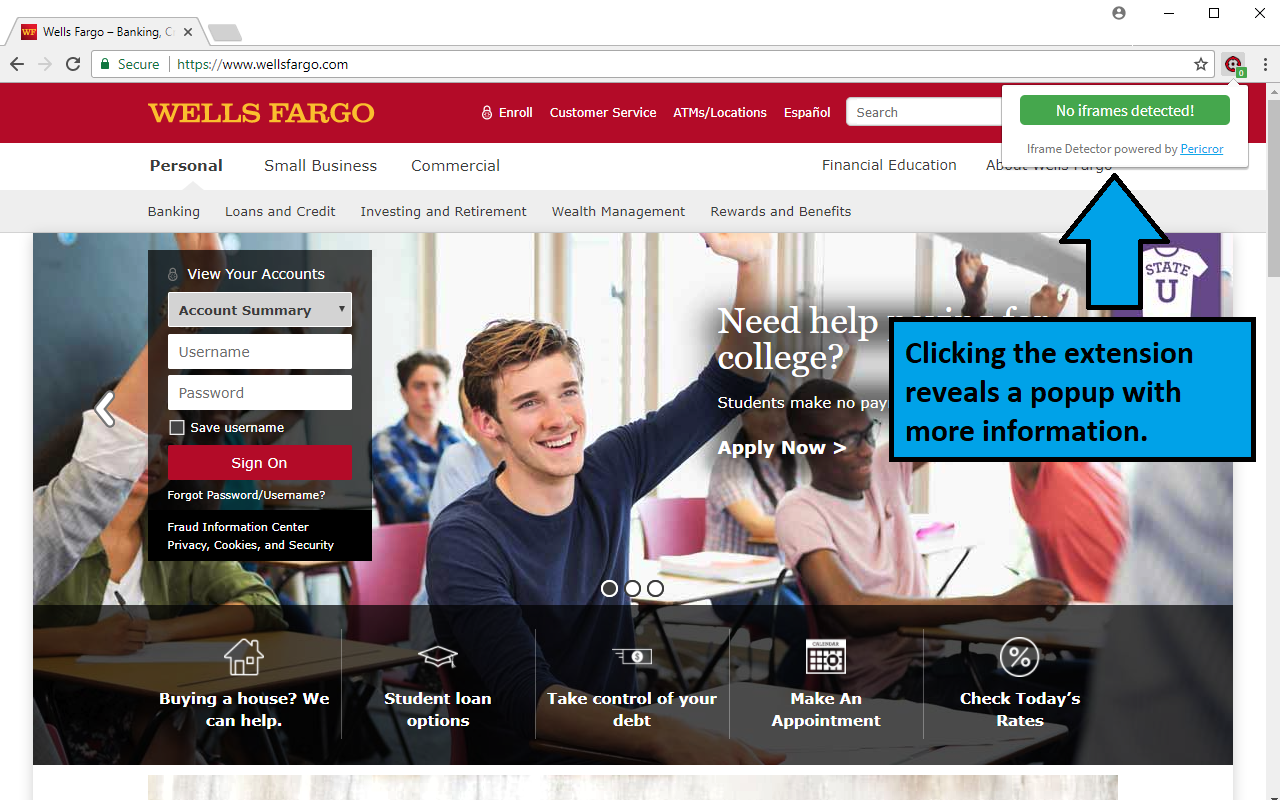 WF Wells Fargo – Banking, C
Secure https://www.wellsfargo.com
0
WELLS FARGO
Enroll Customer Service ATMs/Locations Español Search
No iframes detected!
Iframe Detector powered by Pericror
Personal Small Business Commercial Financial Education About Wells Fargo
Banking Loans and Credit Investing and Retirement Wealth Management Rewards and Benefits
View Your Accounts
Account Summary
Username
Password
Save username
Sign On
Forgot Password/Username?
Fraud Information Center
Privacy, Cookies, and Security
STATE
U
Need help paying for
college?
Students make no pay
Apply Now >
Clicking the extension
reveals a popup with
more information.
Buying a house? We
can help.
Student loan
options
$
Take control of your
debt
CALENDAR
Make An
Appointment
%
Check Today’s
Rates